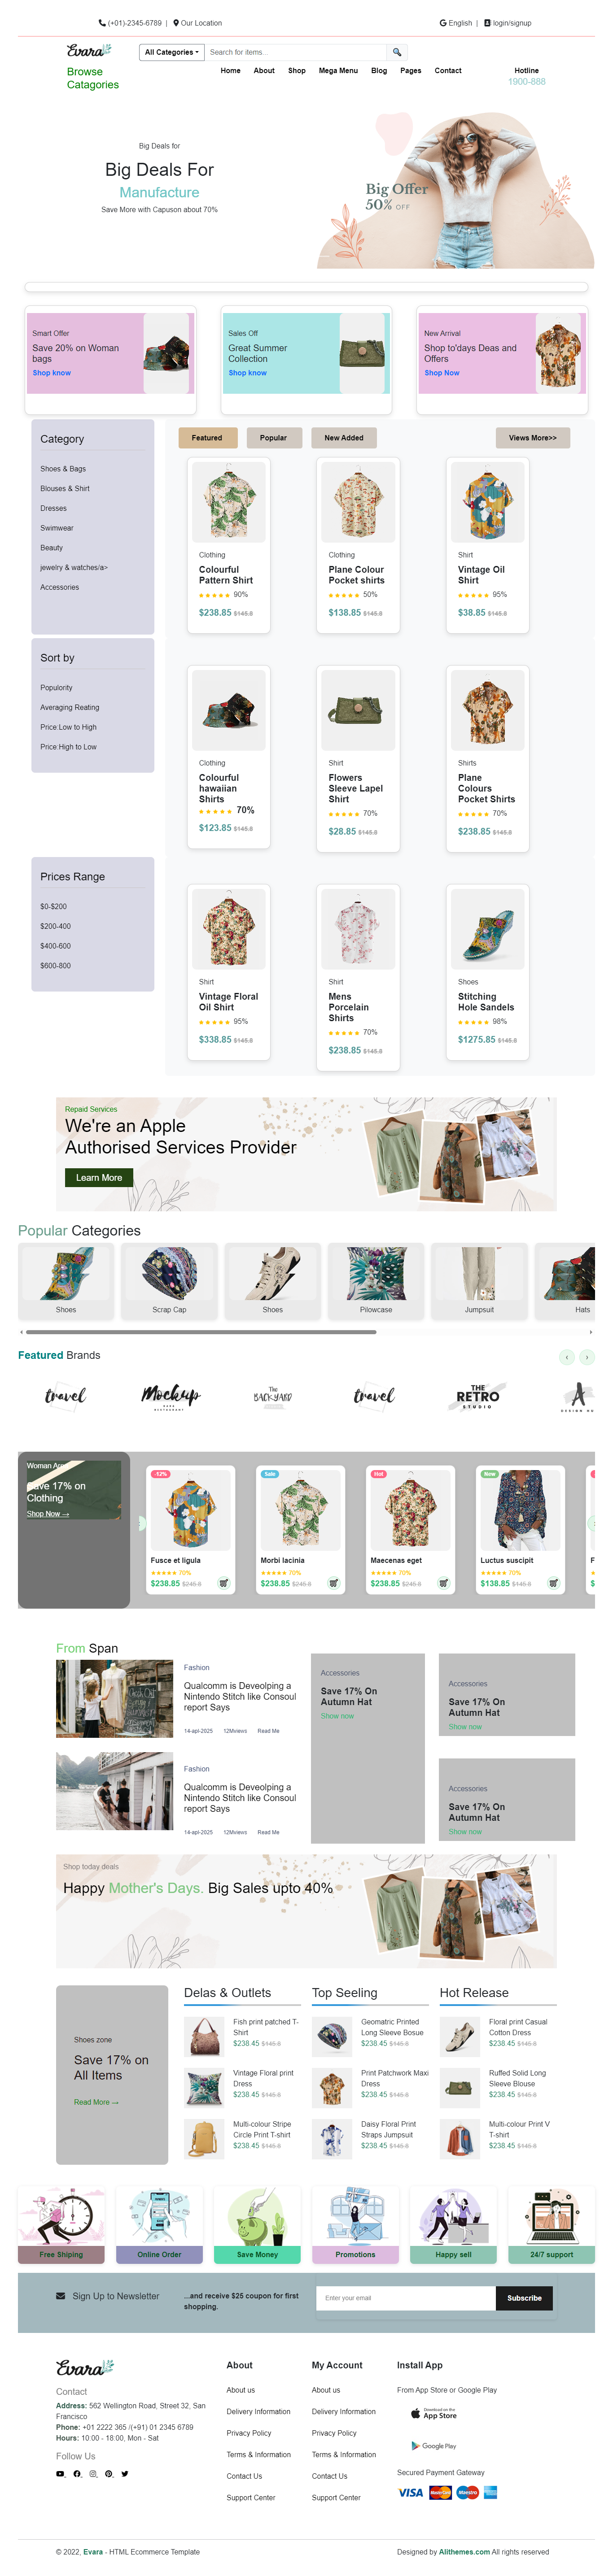 (+01)-2345-6789 | Our Location
English | login/signup
Evara
All Categories
Search for items...
Browse
Catagories
Home About Shop Mega Menu Blog Pages Contact
Hotline
1900-888
Big Deals for
Big Deals For
Manufacture
Save More with Capuson about 70%
Big Offer
50% OFF
Smart Offer
Save 20% on Woman
bags
Shop know
Sales Off
Great Summer
Collection
Shop know
New Arrival
Shop to'days Deas and
Offers
Shop Now
Category
Shoes & Bags
Blouses & Shirt
Dresses
Swimwear
Beauty
jewelry & watches/a>
Accessories
Featured
Popular
New Added
Views More>>
Clothing
Colourful
Pattern Shirt
90%
$238.85 $145.8
Clothing
Plane Colour
Pocket shirts
50%
$138.85 $145.8
Shirt
Vintage Oil
Shirt
95%
$38.85 $145.8
Sort by
Populority
Averaging Reating
Price:Low to High
Price:High to Low
Clothing
Colourful
hawaiian
Shirts
70%
$123.85 $145.8
Shirt
Flowers
Sleeve Lapel
Shirt
70%
$28.85 $145.8
Shirts
Plane
Colours
Pocket Shirts
70%
$238.85 $145.8
Prices Range
$0-$200
$200-400
$400-600
$600-800
Shirt
Vintage Floral
Oil Shirt
95%
$338.85 $145.8
Shirt
Mens
Porcelain
Shirts
70%
$238.85 $145.8
Shoes
Stitching
Hole Sandels
98%
$1275.85 $145.8
Repaid Services
We're an Apple
Authorised Services Provider
Learn More
Popular Categories
Shoes
Scrap Cap
Shoes
Pilowcase
Jumpsuit
Hats
Featured Brands
travel
Mockup
The
BACKYARD
travel
THE
RETRO
STUDIO
A
Woman Are
Save 17% on
Clothing
Shop Now →
-12%
Fusce et ligula
70%
$238.85 $245.8
Sale
Morbi lacinia
70%
$238.85 $245.8
Hot
Maecenas eget
70%
$238.85 $245.8
New
Luctus suscipit
70%
$138.85 $145.8
From Span
Fashion
Qualcomm is Deveolping a
Nintendo Stitch like Consoul
report Says
14-apl-2025 12Mviews Read Me
Fashion
Qualcomm is Deveolping a
Nintendo Stitch like Consoul
report Says
14-apl-2025 12Mviews Read Me
Accessories
Save 17% On
Autumn Hat
Show now
Accessories
Save 17% On
Autumn Hat
Show now
Accessories
Save 17% On
Autumn Hat
Show now
Shop today deals
Happy Mother's Days. Big Sales upto 40%
Shoes zone
Save 17% on
All Items
Read More →
Delas & Outlets
Fish print patched T-
Shirt
$238.45 $145.8
Vintage Floral print
Dress
$238.45 $145.8
Multi-colour Stripe
Circle Print T-shirt
$238.45 $145.8
Top Seeling
Geomatric Printed
Long Sleeve Bosue
$238.45 $145.8
Print Patchwork Maxi
Dress
$238.45 $145.8
Daisy Floral Print
Straps Jumpsuit
$238.45 $145.8
Hot Release
Floral print Casual
Cotton Dress
$238.45 $145.8
Ruffed Solid Long
Sleeve Blouse
$238.45 $145.8
Multi-colour Print V
T-shirt
$238.45 $145.8
Free Shiping
Online Order
Save Money
Promotions
Happy sell
24/7 support
Sign Up to Newsletter
...and receive $25 coupon for first
shopping.
Enter your email
Subscribe
Evara
Contact
Address: 562 Wellington Road, Street 32, San
Francisco
Phone: +01 2222 365 /(+91) 01 2345 6789
Hours: 10:00 - 18:00, Mon - Sat
Follow Us
About
About us
Delivery Information
Privacy Policy
Terms & Information
Contact Us
Support Center
My Account
About us
Delivery Information
Privacy Policy
Terms & Information
Contact Us
Support Center
Install App
From App Store or Google Play
Download on the
App Store
Google Play
Secured Payment Gateway
VISA MasterCard Maestro
© 2022, Evara - HTML Ecommerce Template
Designed by Alithemes.com All rights reserved